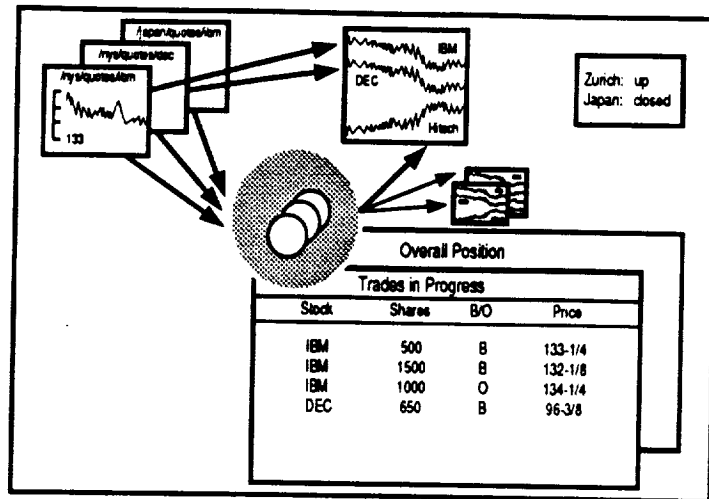 /japan/quotes/ibm
/nys/quotes/dec
/nys/quotes/ibm
133
IBM
DEC
Hitech
Zurich: up
Japan: closed
Overall Position
Trades in Progress
Stock Shares B/O Price
IBM 500 B 133-1/4
IBM 1500 B 132-1/8
IBM 1000 O 134-1/4
DEC 650 B 96-3/8